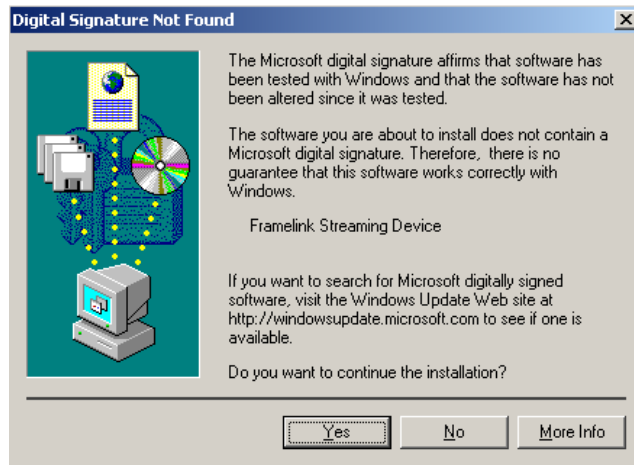 Digital Signature Not Found
The Microsoft digital signature affirms that software has
been tested with Windows and that the software has not
been altered since it was tested.
The software you are about to install does not contain a
Microsoft digital signature. Therefore,  there is no
guarantee that this software works correctly with
Windows.
Framelink Streaming Device
If you want to search for Microsoft digitally signed
software, visit the Windows Update Web site at
http://windowsupdate.microsoft.com to see if one is
available.
Do you want to continue the installation?
Yes
No
More Info